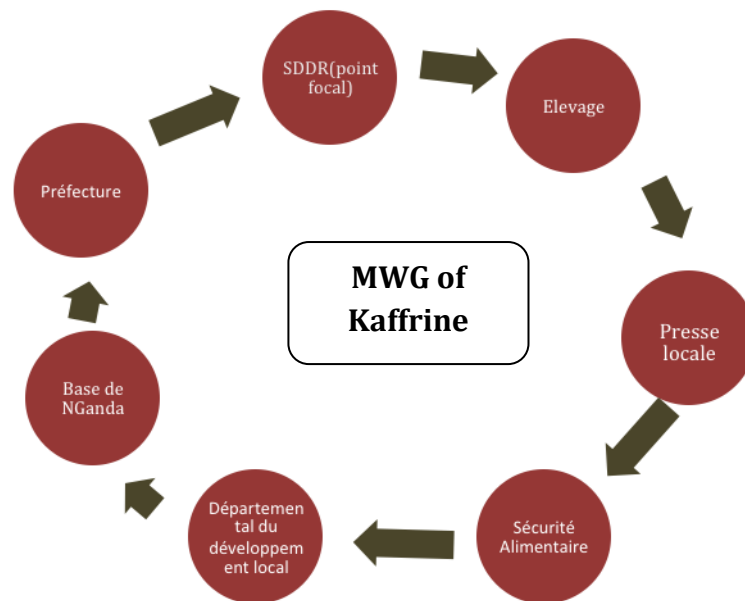 SDDR(point
focal)
Elevage
Préfecture
MWG of
Kaffrine
Presse
locale
Base de
NGanda
Départemen
tal du
développem
ent local
Sécurité
Alimentaire